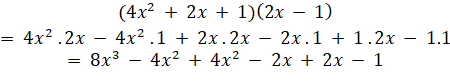 (4x² + 2x + 1)(2x − 1)
= 4x² .2x − 4x² .1 + 2x .2x − 2x .1 + 1 .2x − 1.1
= 8x³ − 4x² + 4x² − 2x + 2x − 1